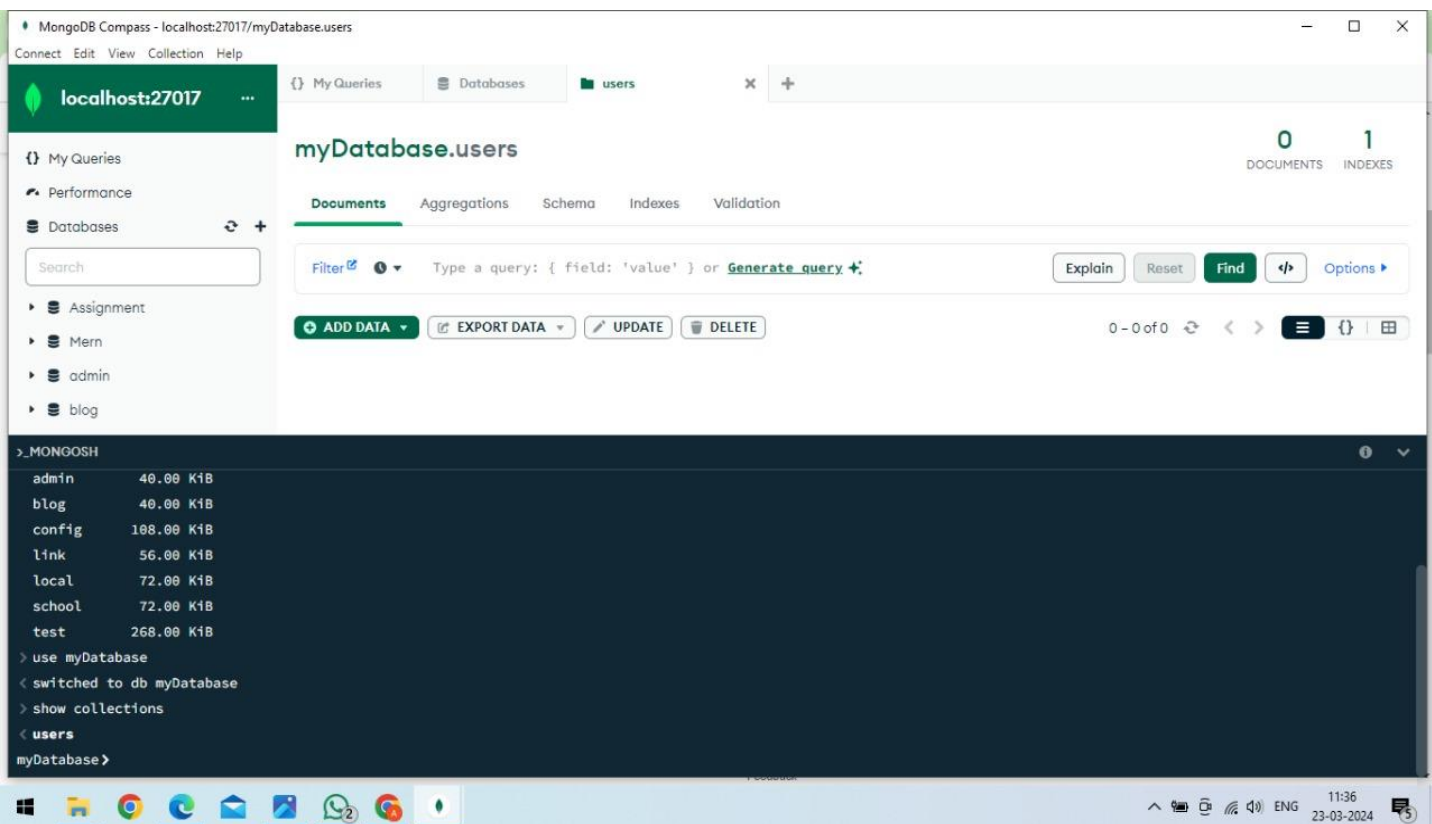 MongoDB Compass - localhost:27017/myDatabase.users
Connect Edit View Collection Help
localhost:27017 ...
{} My Queries
Databases
users
My Queries
Performance
Databases
Search
Assignment
Mern
admin
blog
myDatabase.users
0 DOCUMENTS
1 INDEXES
Documents Aggregations Schema Indexes Validation
Filter Type a query: { field: 'value' } or Generate query Explain Reset Find </> Options
ADD DATA EXPORT DATA UPDATE DELETE 0 – 0 of 0 {}
>_MONGOSH
admin 40.00 KiB
blog 40.00 KiB
config 108.00 KiB
link 56.00 KiB
local 72.00 KiB
school 72.00 KiB
test 268.00 KiB
> use myDatabase
< switched to db myDatabase
> show collections
< users
myDatabase>
2
ENG
11:36
23-03-2024
5